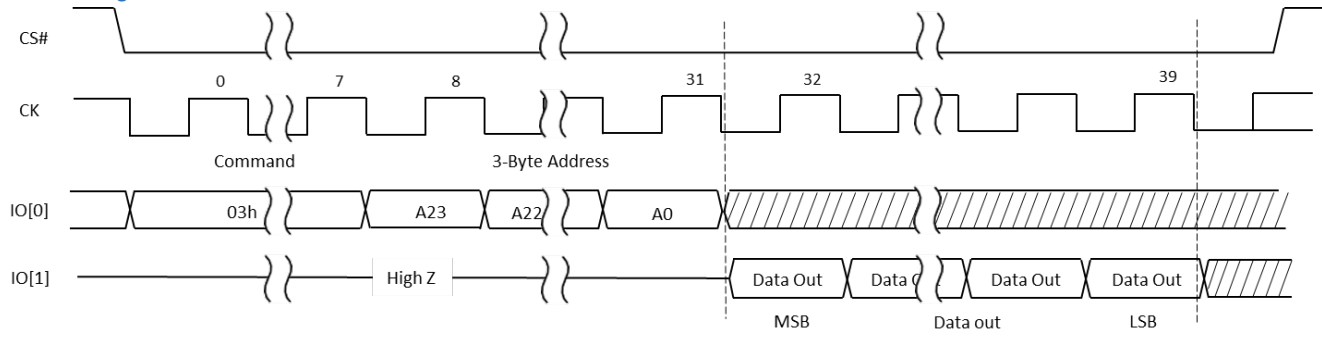 CS#
0 7 8 31 32 39
CK
Command 3-Byte Address
IO[0] 03h A23 A22 A0
IO[1] High Z Data Out Data Out Data Out
MSB Data out LSB